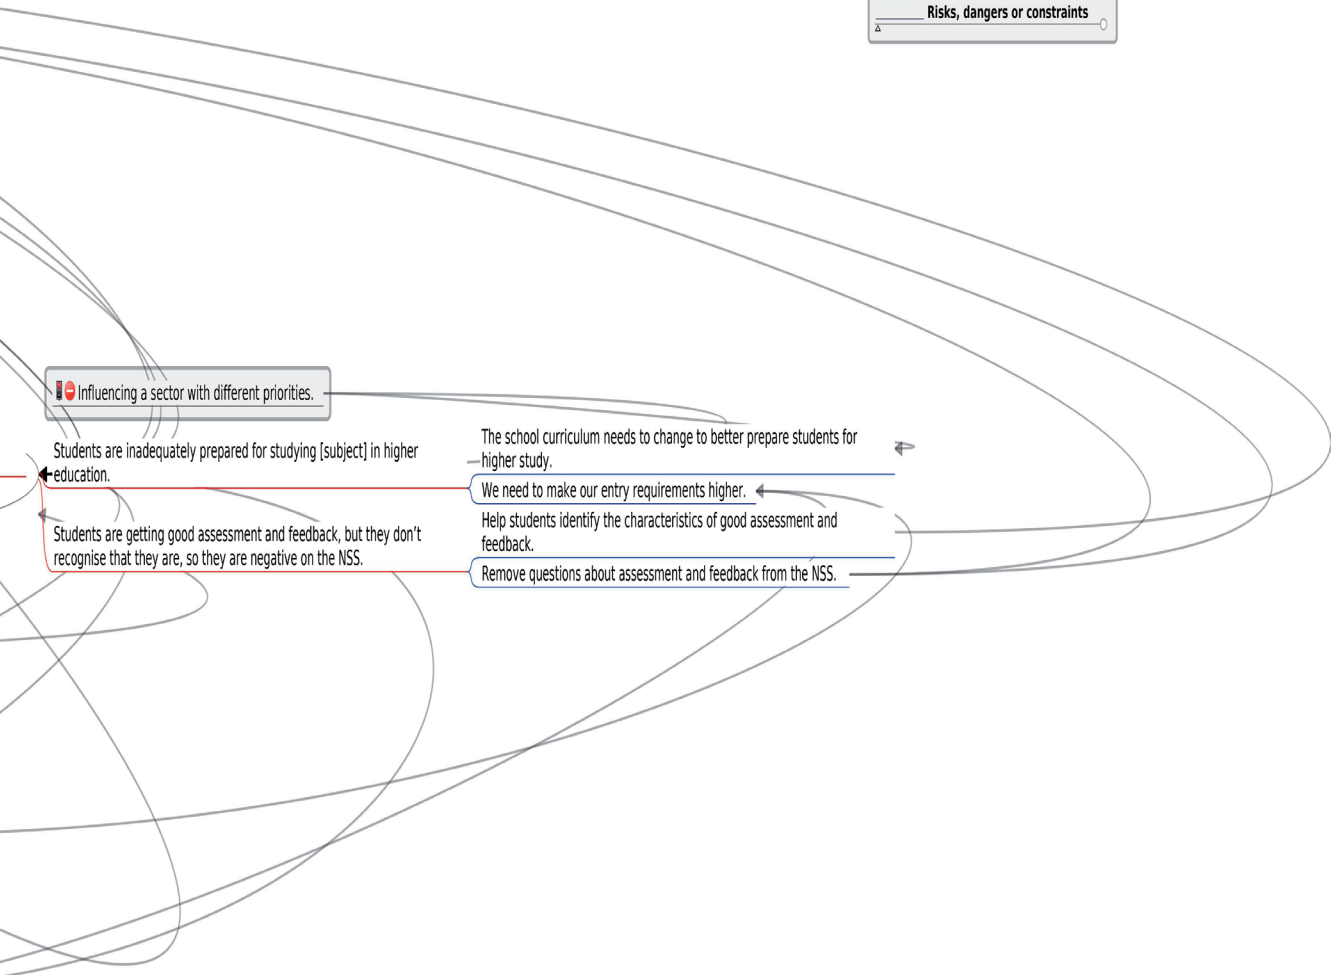 Risks, dangers or constraints
Influencing a sector with different priorities.
Students are inadequately prepared for studying [subject] in higher
education.
The school curriculum needs to change to better prepare students for
higher study.
We need to make our entry requirements higher.
Students are getting good assessment and feedback, but they don’t
recognise that they are, so they are negative on the NSS.
Help students identify the characteristics of good assessment and
feedback.
Remove questions about assessment and feedback from the NSS.